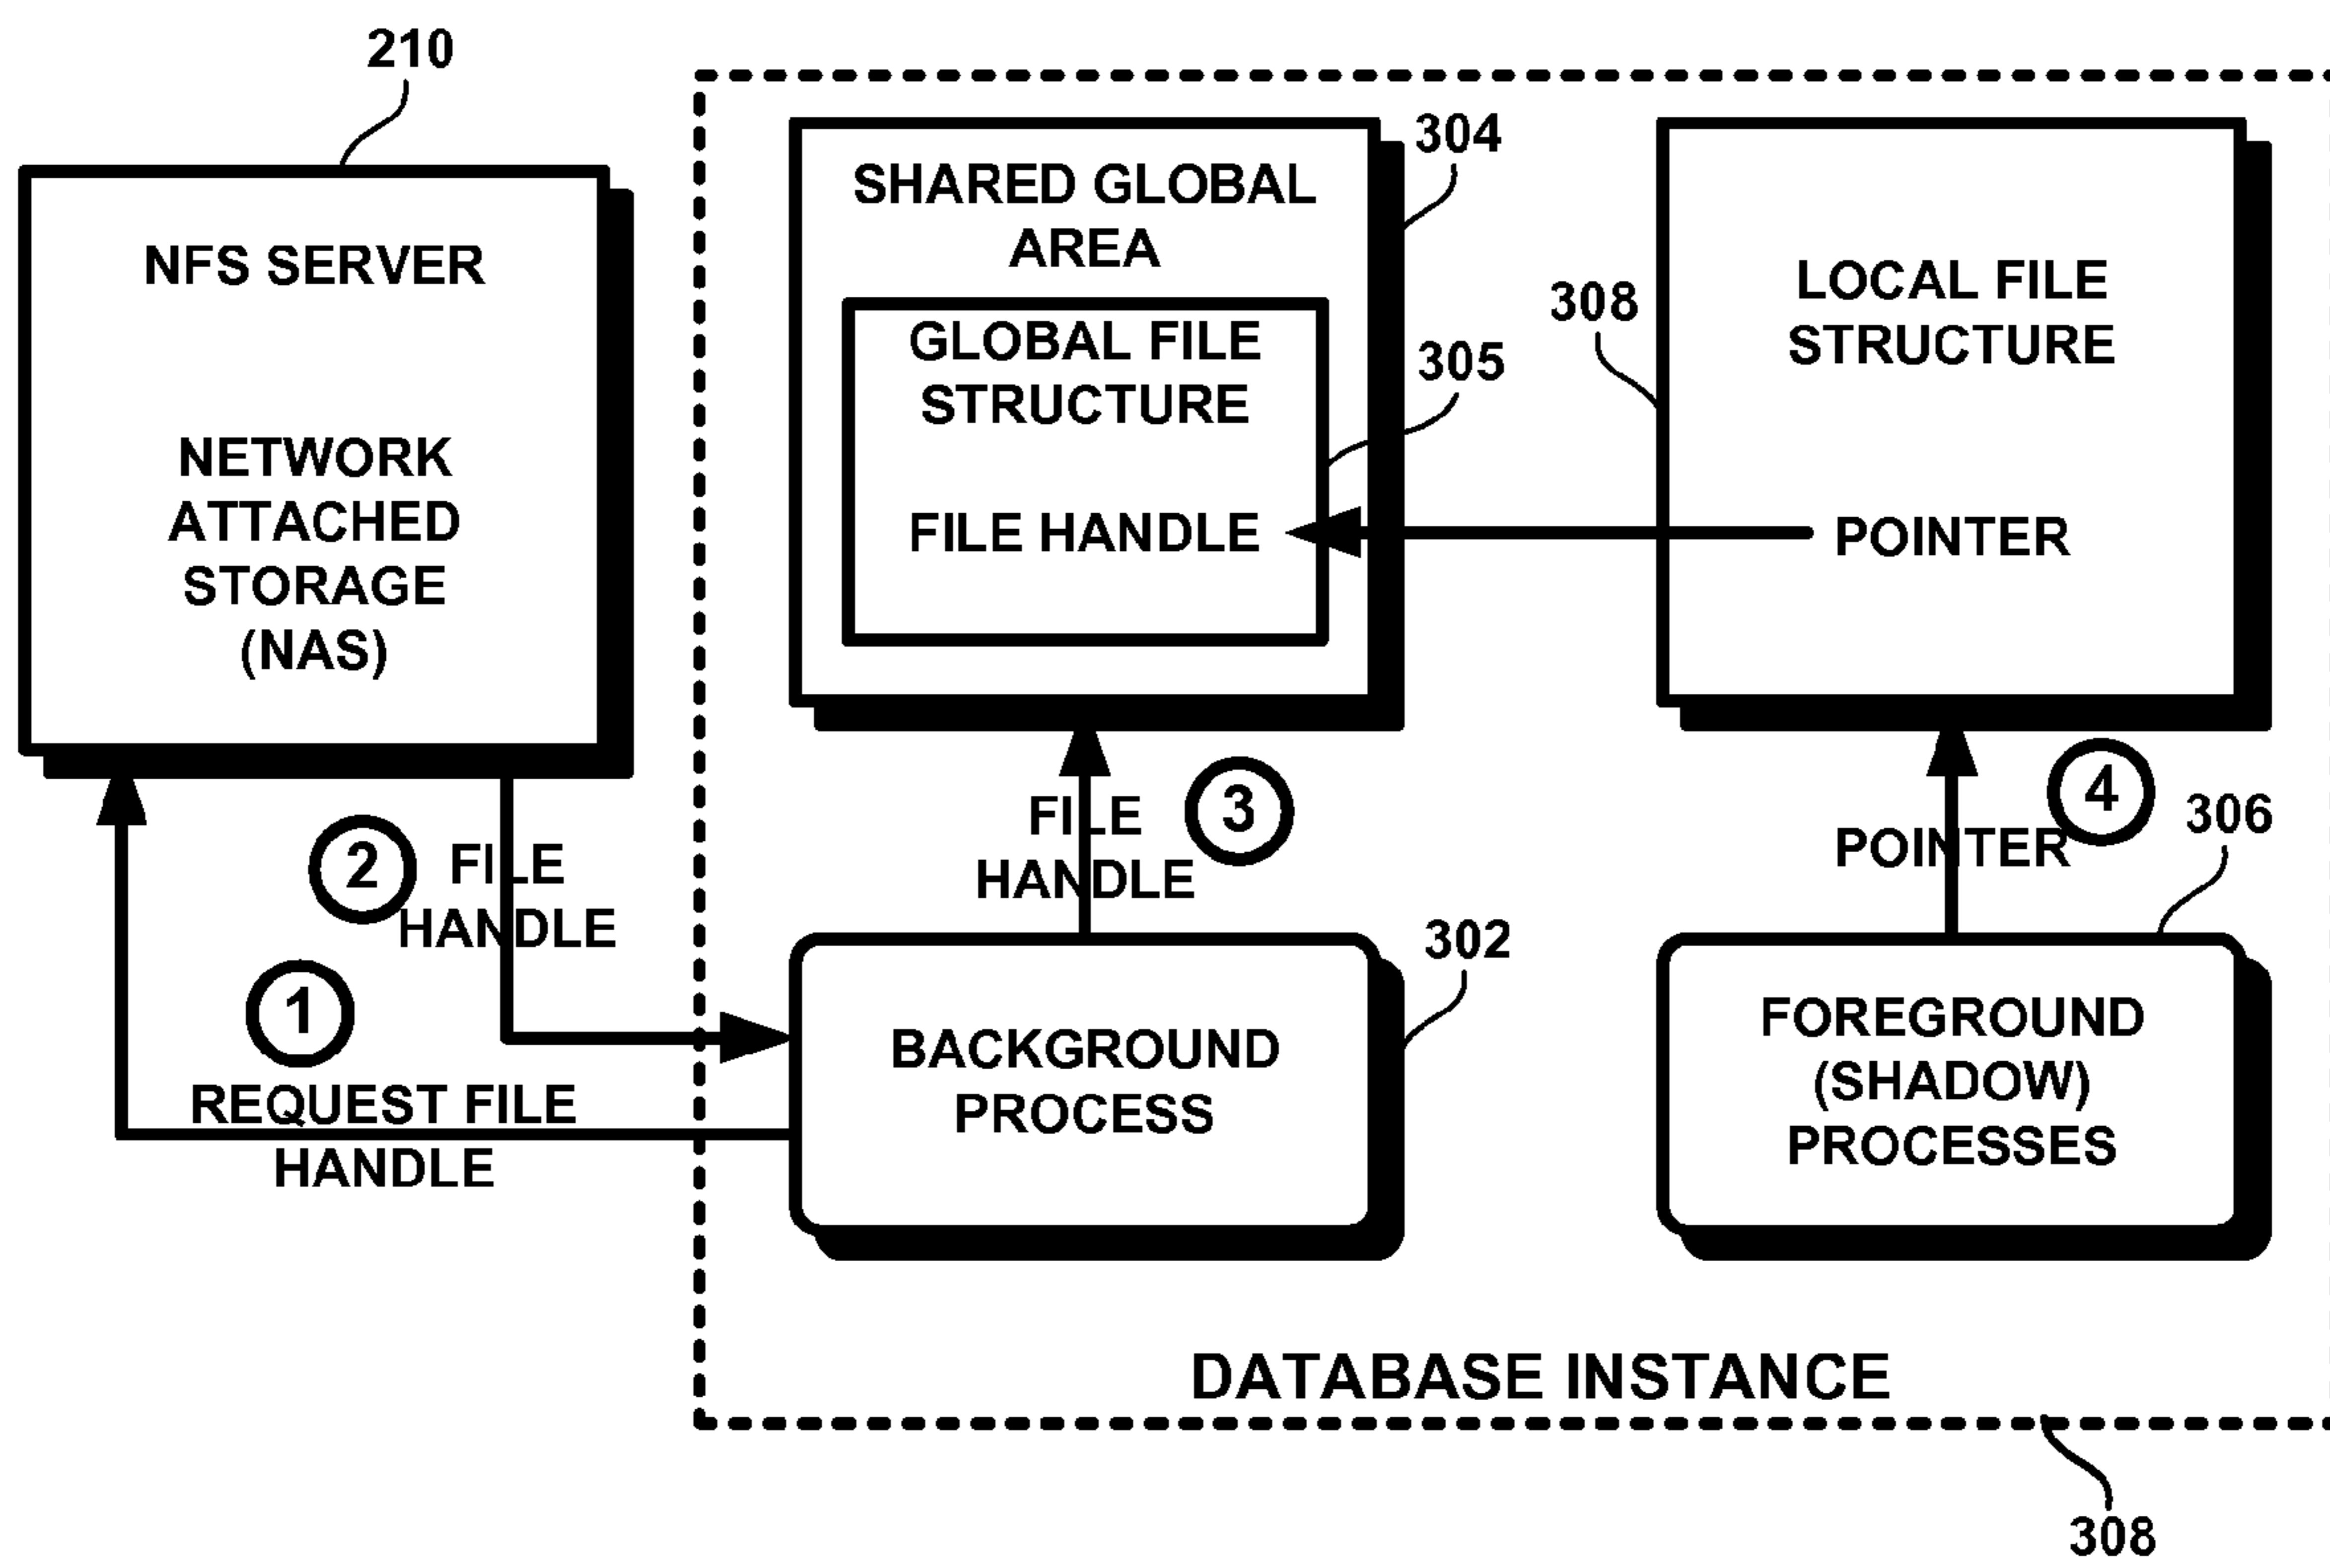 210
NFS SERVER
NETWORK
ATTACHED
STORAGE
(NAS)
304
SHARED GLOBAL
AREA
305
GLOBAL FILE
STRUCTURE
FILE HANDLE
308
LOCAL FILE
STRUCTURE
POINTER
2
FILE
HANDLE
1
REQUEST FILE
HANDLE
3
FILE
HANDLE
4
POINTER
306
302
BACKGROUND
PROCESS
FOREGROUND
(SHADOW)
PROCESSES
DATABASE INSTANCE
308